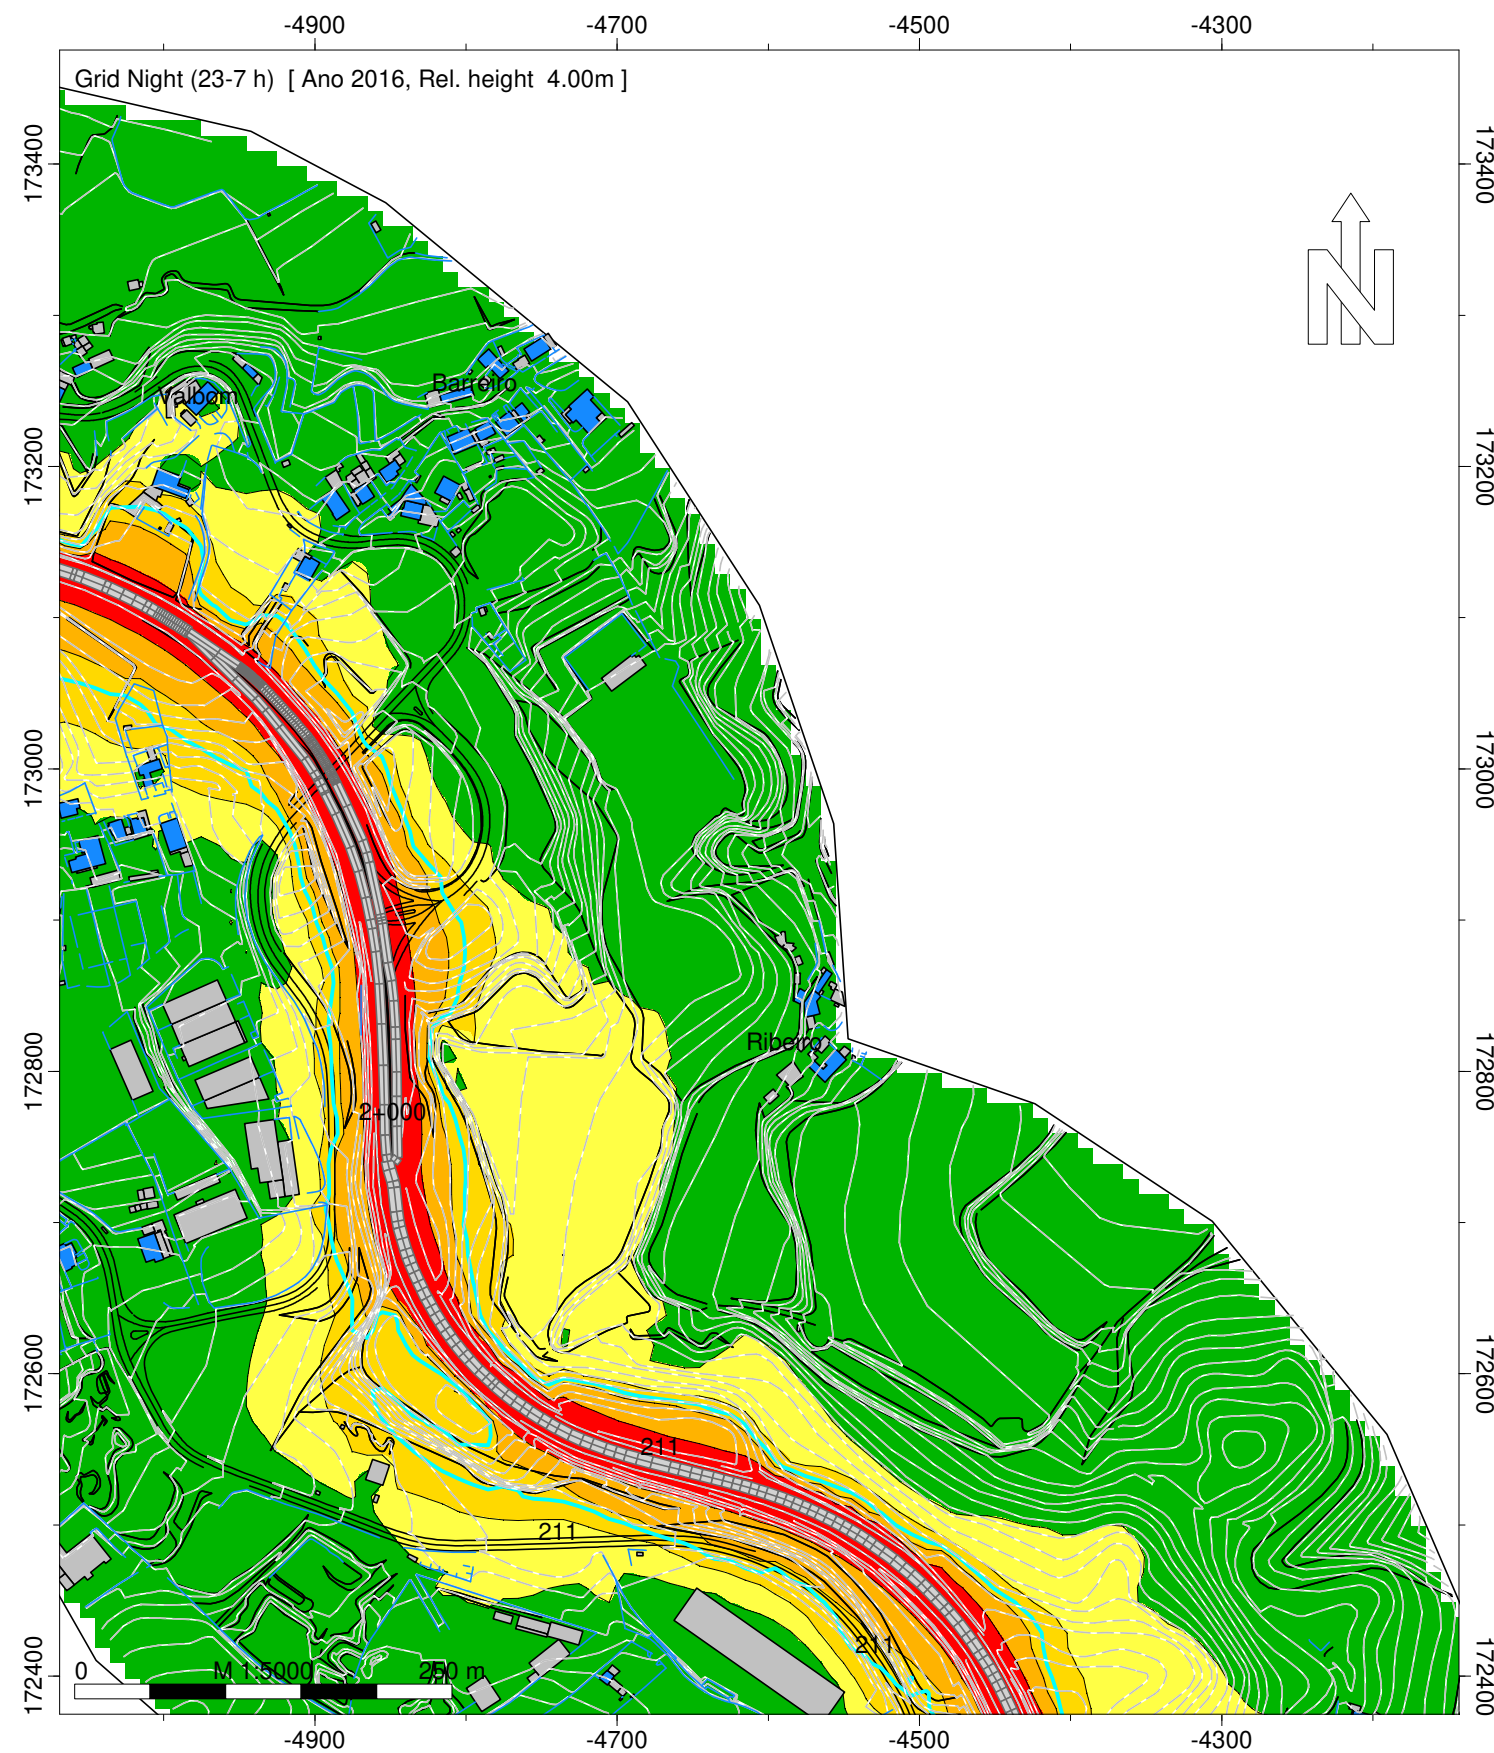 -4900 -4700 -4500 -4300
Grid Night (23-7 h) [ Ano 2016, Rel. height 4.00m ]
173400 173400
N
Barreiro
Valbom
173200 173200
173000 173000
Ribeiro
172800 172800
2+000
172600 172600
211
211
211
172400 172400
0 M 1:5000 250 m
-4900 -4700 -4500 -4300